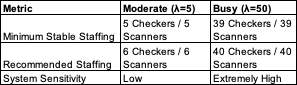 Metric Moderate (λ=5) Busy (λ=50)
5 Checkers / 5 39 Checkers / 39
Minimum Stable Staffing Scanners Scanners
6 Checkers / 6 40 Checkers / 40
Recommended Staffing Scanners Scanners
System Sensitivity Low Extremely High